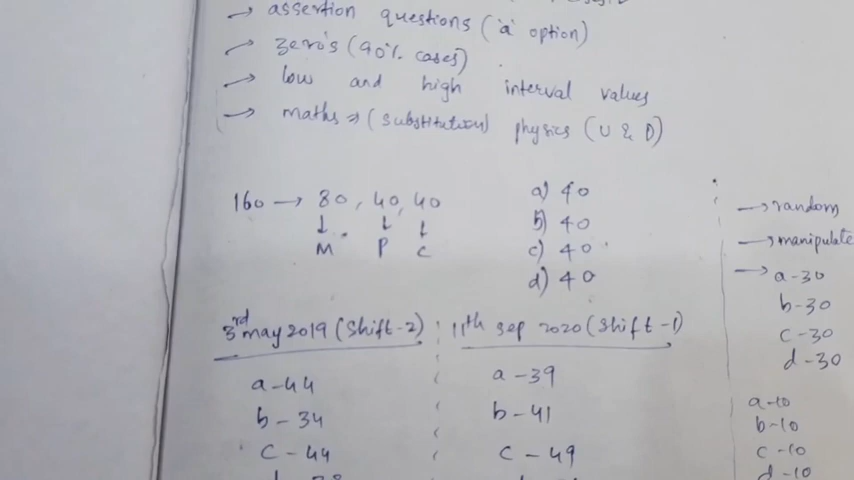 → assertion questions ('a' option)
→ zero's (90% cases)
→ low and high interval values
→ maths ⇒ (substitution) physics (U & D)
160 → 80, 40, 40
↓ ↓ ↓
M P C
a) 40
b) 40
c) 40
d) 40
→ random
→ manipulate
→ a-30
b-30
c-30
d-30
a-10
b-10
c-10
d-10
3rd may 2019 (Shift-2)
a-44
b-34
c-44
11th sep 2020 (Shift-1)
a-39
b-41
c-49